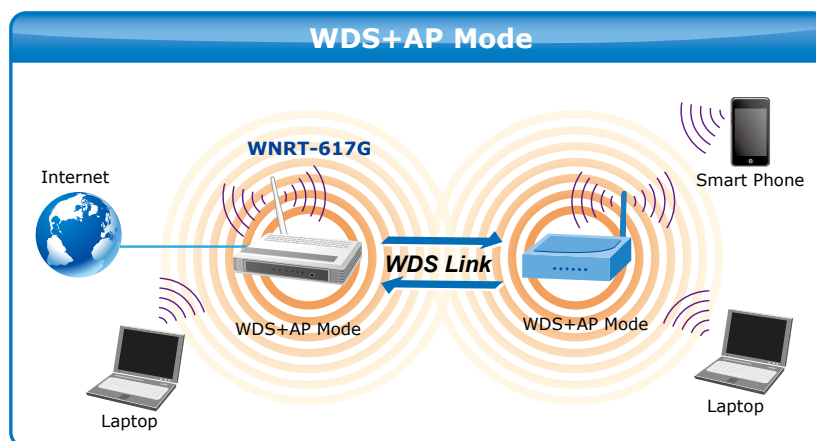 WDS+AP Mode
WNRT-617G
Internet
Smart Phone
WDS Link
WDS+AP Mode
WDS+AP Mode
Laptop
Laptop